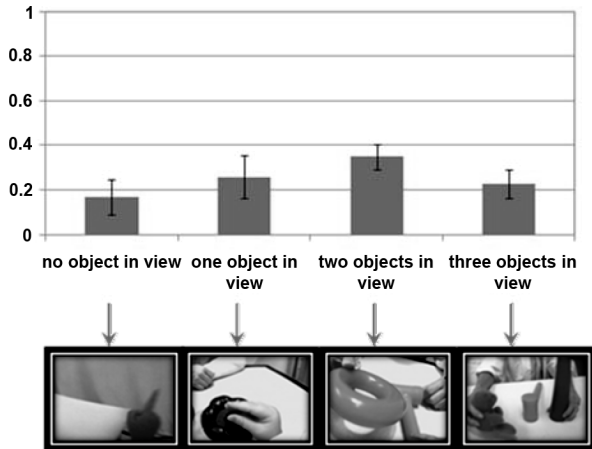 1
0.8
0.6
0.4
0.2
0
no object in view
one object in
view
two objects in
view
three objects in
view